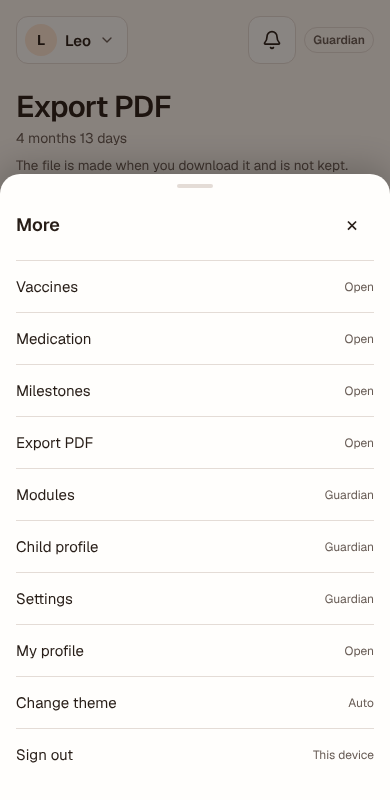 L Leo
Guardian
Export PDF
4 months 13 days
The file is made when you download it and is not kept.
More
Vaccines Open
Medication Open
Milestones Open
Export PDF Open
Modules Guardian
Child profile Guardian
Settings Guardian
My profile Open
Change theme Auto
Sign out This device